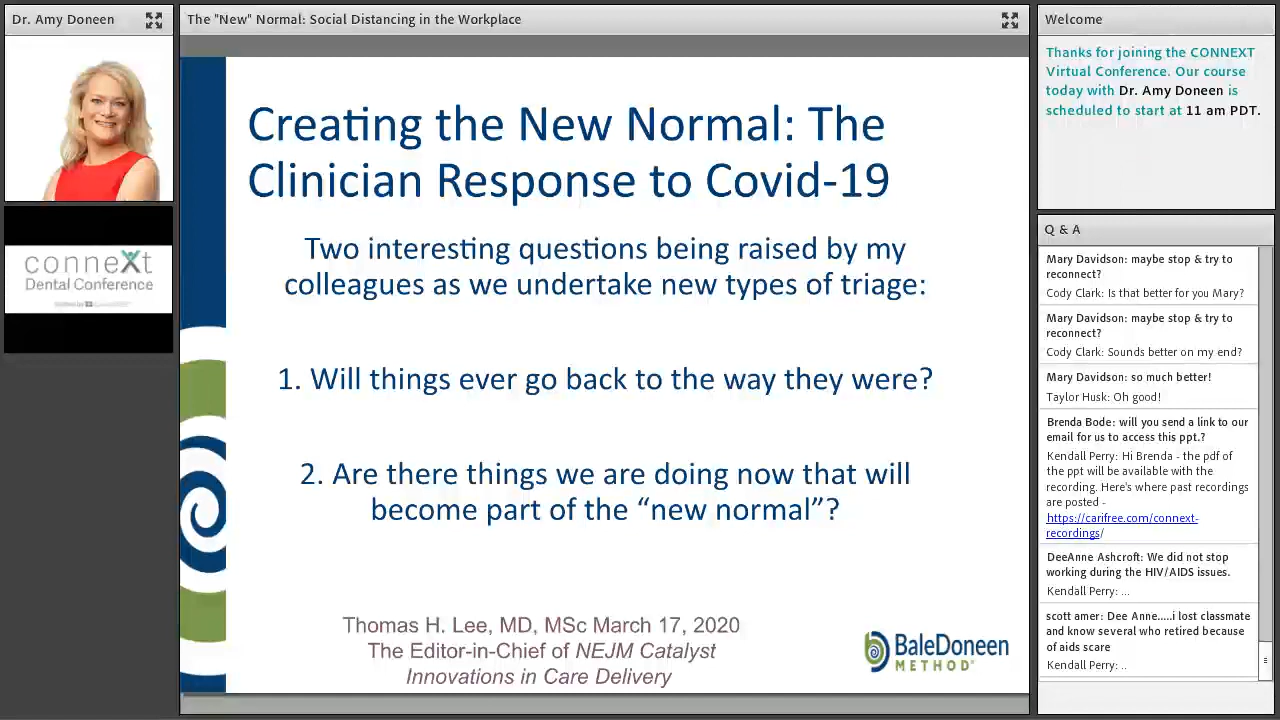 Dr. Amy Doneen
conneXt
Dental Conference
The "New" Normal: Social Distancing in the Workplace
Creating the New Normal: The
Clinician Response to Covid-19
Two interesting questions being raised by my
colleagues as we undertake new types of triage:
1. Will things ever go back to the way they were?
2. Are there things we are doing now that will
become part of the “new normal”?
Thomas H. Lee, MD, MSc March 17, 2020
The Editor-in-Chief of NEJM Catalyst
Innovations in Care Delivery
BaleDoneen
METHOD®
Welcome
Thanks for joining the CONNEXT
Virtual Conference. Our course
today with Dr. Amy Doneen is
scheduled to start at 11 am PDT.
Q & A
Mary Davidson: maybe stop & try to
reconnect?
Cody Clark: Is that better for you Mary?
Mary Davidson: maybe stop & try to
reconnect?
Cody Clark: Sounds better on my end?
Mary Davidson: so much better!
Taylor Husk: Oh good!
Brenda Bode: will you send a link to our
email for us to access this ppt.?
Kendall Perry: Hi Brenda - the pdf of
the ppt will be available with the
recording. Here's where past recordings
are posted -
https://carifree.com/connext-
recordings/
DeeAnne Ashcroft: We did not stop
working during the HIV/AIDS issues.
Kendall Perry: ...
scott amer: Dee Anne.....i lost classmate
and know several who retired because
of aids scare
Kendall Perry: ..